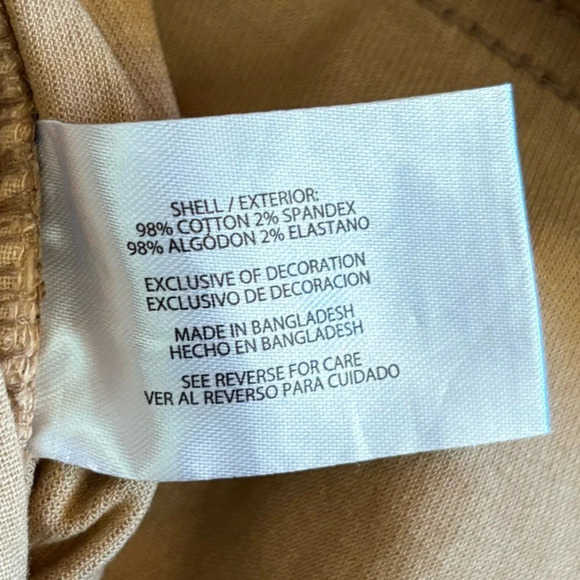 SHELL / EXTERIOR:
98% COTTON 2% SPANDEX
98% ALGODON 2% ELASTANO
EXCLUSIVE OF DECORATION
EXCLUSIVO DE DECORACION
MADE IN BANGLADESH
HECHO EN BANGLADESH
SEE REVERSE FOR CARE
VER AL REVERSO PARA CUIDADO